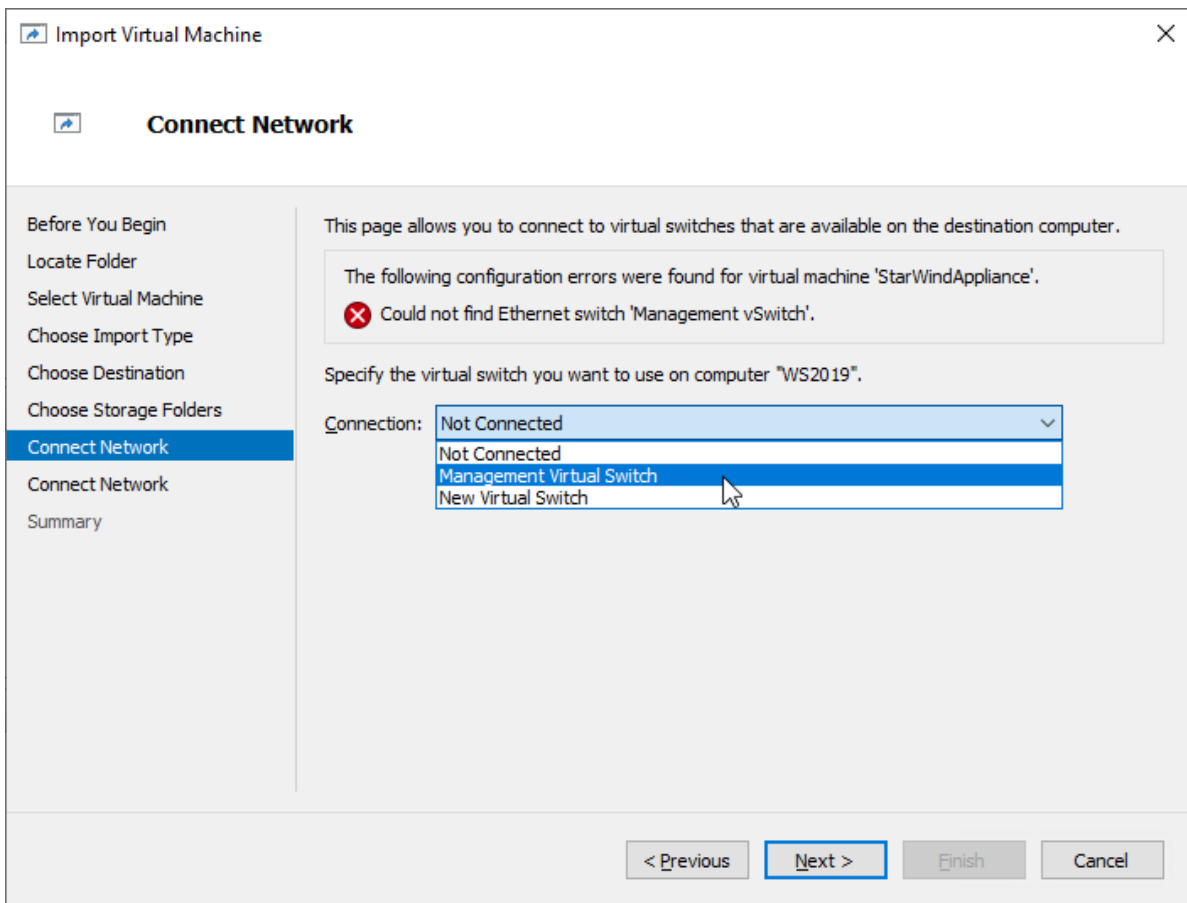 Import Virtual Machine
Connect Network
Before You Begin
Locate Folder
Select Virtual Machine
Choose Import Type
Choose Destination
Choose Storage Folders
Connect Network
Connect Network
Summary
This page allows you to connect to virtual switches that are available on the destination computer.
The following configuration errors were found for virtual machine 'StarWindAppliance'.
Could not find Ethernet switch 'Management vSwitch'.
Specify the virtual switch you want to use on computer "WS2019".
Connection: Not Connected
Not Connected
Management Virtual Switch
New Virtual Switch
< Previous
Next >
Finish
Cancel